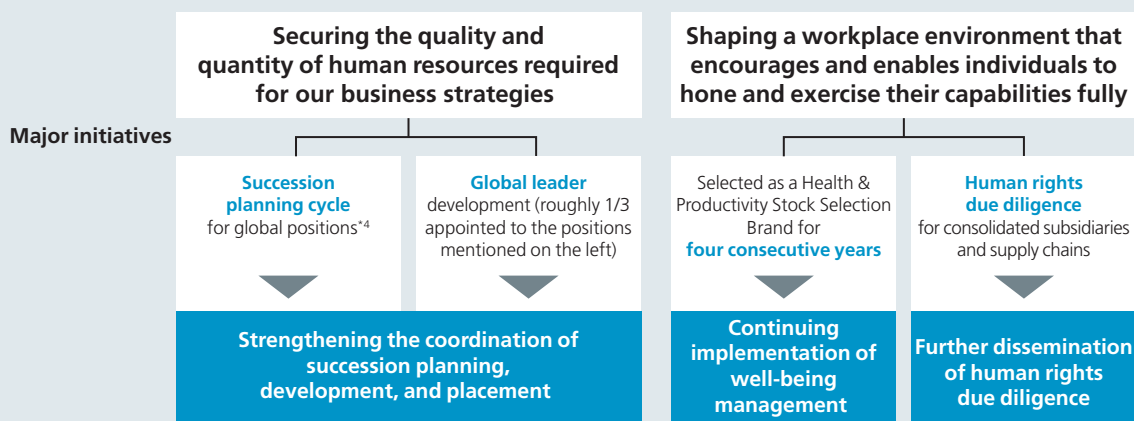 Securing the quality and
quantity of human resources required
for our business strategies
Shaping a workplace environment that
encourages and enables individuals to
hone and exercise their capabilities fully
Major initiatives
Succession
planning cycle
for global positions*4
Global leader
development (roughly 1/3
appointed to the positions
mentioned on the left)
Selected as a Health &
Productivity Stock Selection
Brand for
four consecutive years
Human rights
due diligence
for consolidated subsidiaries
and supply chains
Strengthening the coordination of
succession planning,
development, and placement
Continuing
implementation of
well-being
management
Further dissemination
of human rights
due diligence